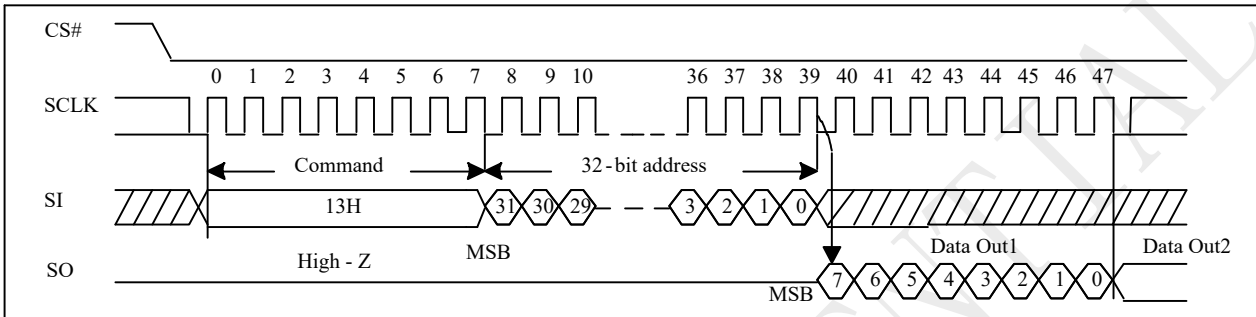 CS#
0 1 2 3 4 5 6 7 8 9 10 36 37 38 39 40 41 42 43 44 45 46 47
SCLK
Command 32-bit address
SI 13H 31 30 29 3 2 1 0
MSB Data Out1 Data Out2
High - Z
SO MSB 7 6 5 4 3 2 1 0